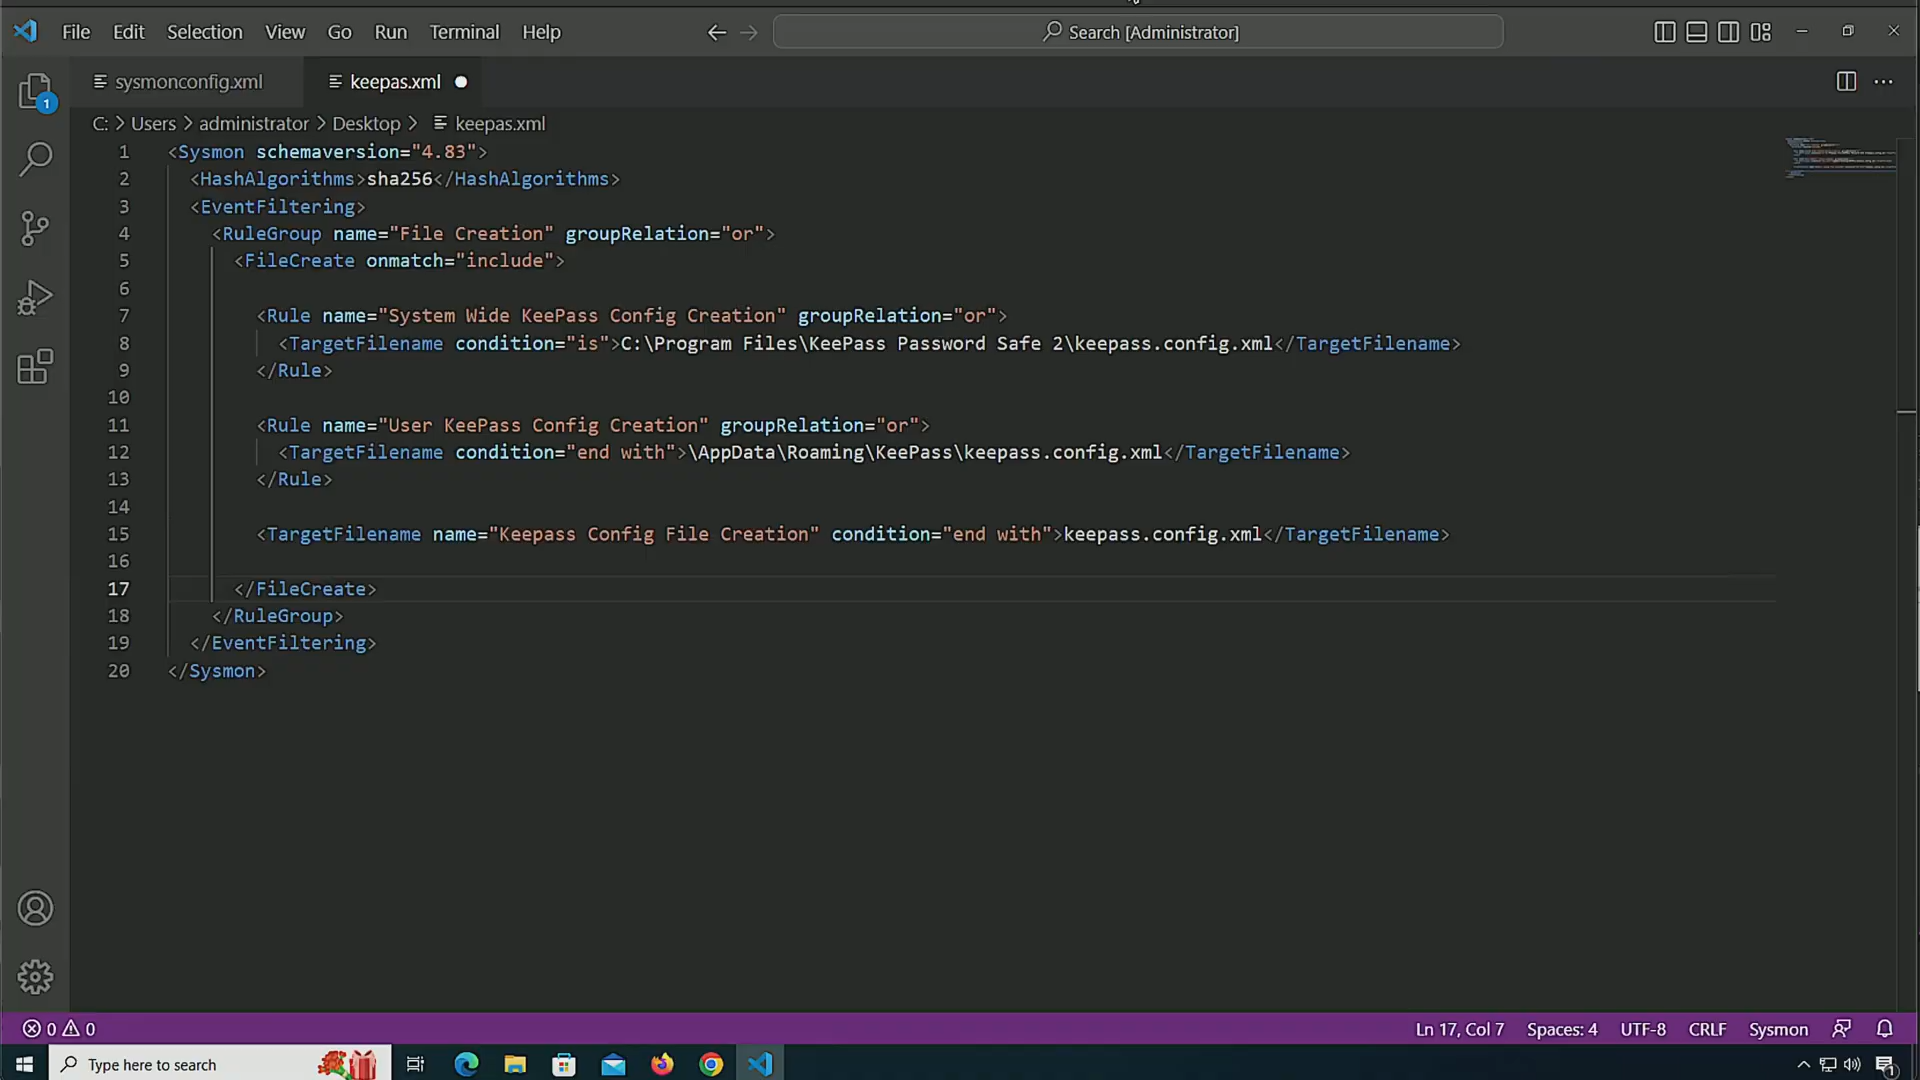 File Edit Selection View Go Run Terminal Help
Search [Administrator]
sysmonconfig.xml
keepas.xml
1
C: > Users > administrator > Desktop > keepas.xml
1 <Sysmon schemaversion="4.83">
2 <HashAlgorithms>sha256</HashAlgorithms>
3 <EventFiltering>
4 <RuleGroup name="File Creation" groupRelation="or">
5 <FileCreate onmatch="include">
6
7 <Rule name="System Wide KeePass Config Creation" groupRelation="or">
8 <TargetFilename condition="is">C:\Program Files\KeePass Password Safe 2\keepass.config.xml</TargetFilename>
9 </Rule>
10
11 <Rule name="User KeePass Config Creation" groupRelation="or">
12 <TargetFilename condition="end with">\AppData\Roaming\KeePass\keepass.config.xml</TargetFilename>
13 </Rule>
14
15 <TargetFilename name="Keepass Config File Creation" condition="end with">keepass.config.xml</TargetFilename>
16
17 </FileCreate>
18 </RuleGroup>
19 </EventFiltering>
20 </Sysmon>
0 0
Ln 17, Col 7 Spaces: 4 UTF-8 CRLF Sysmon
Type here to search
1